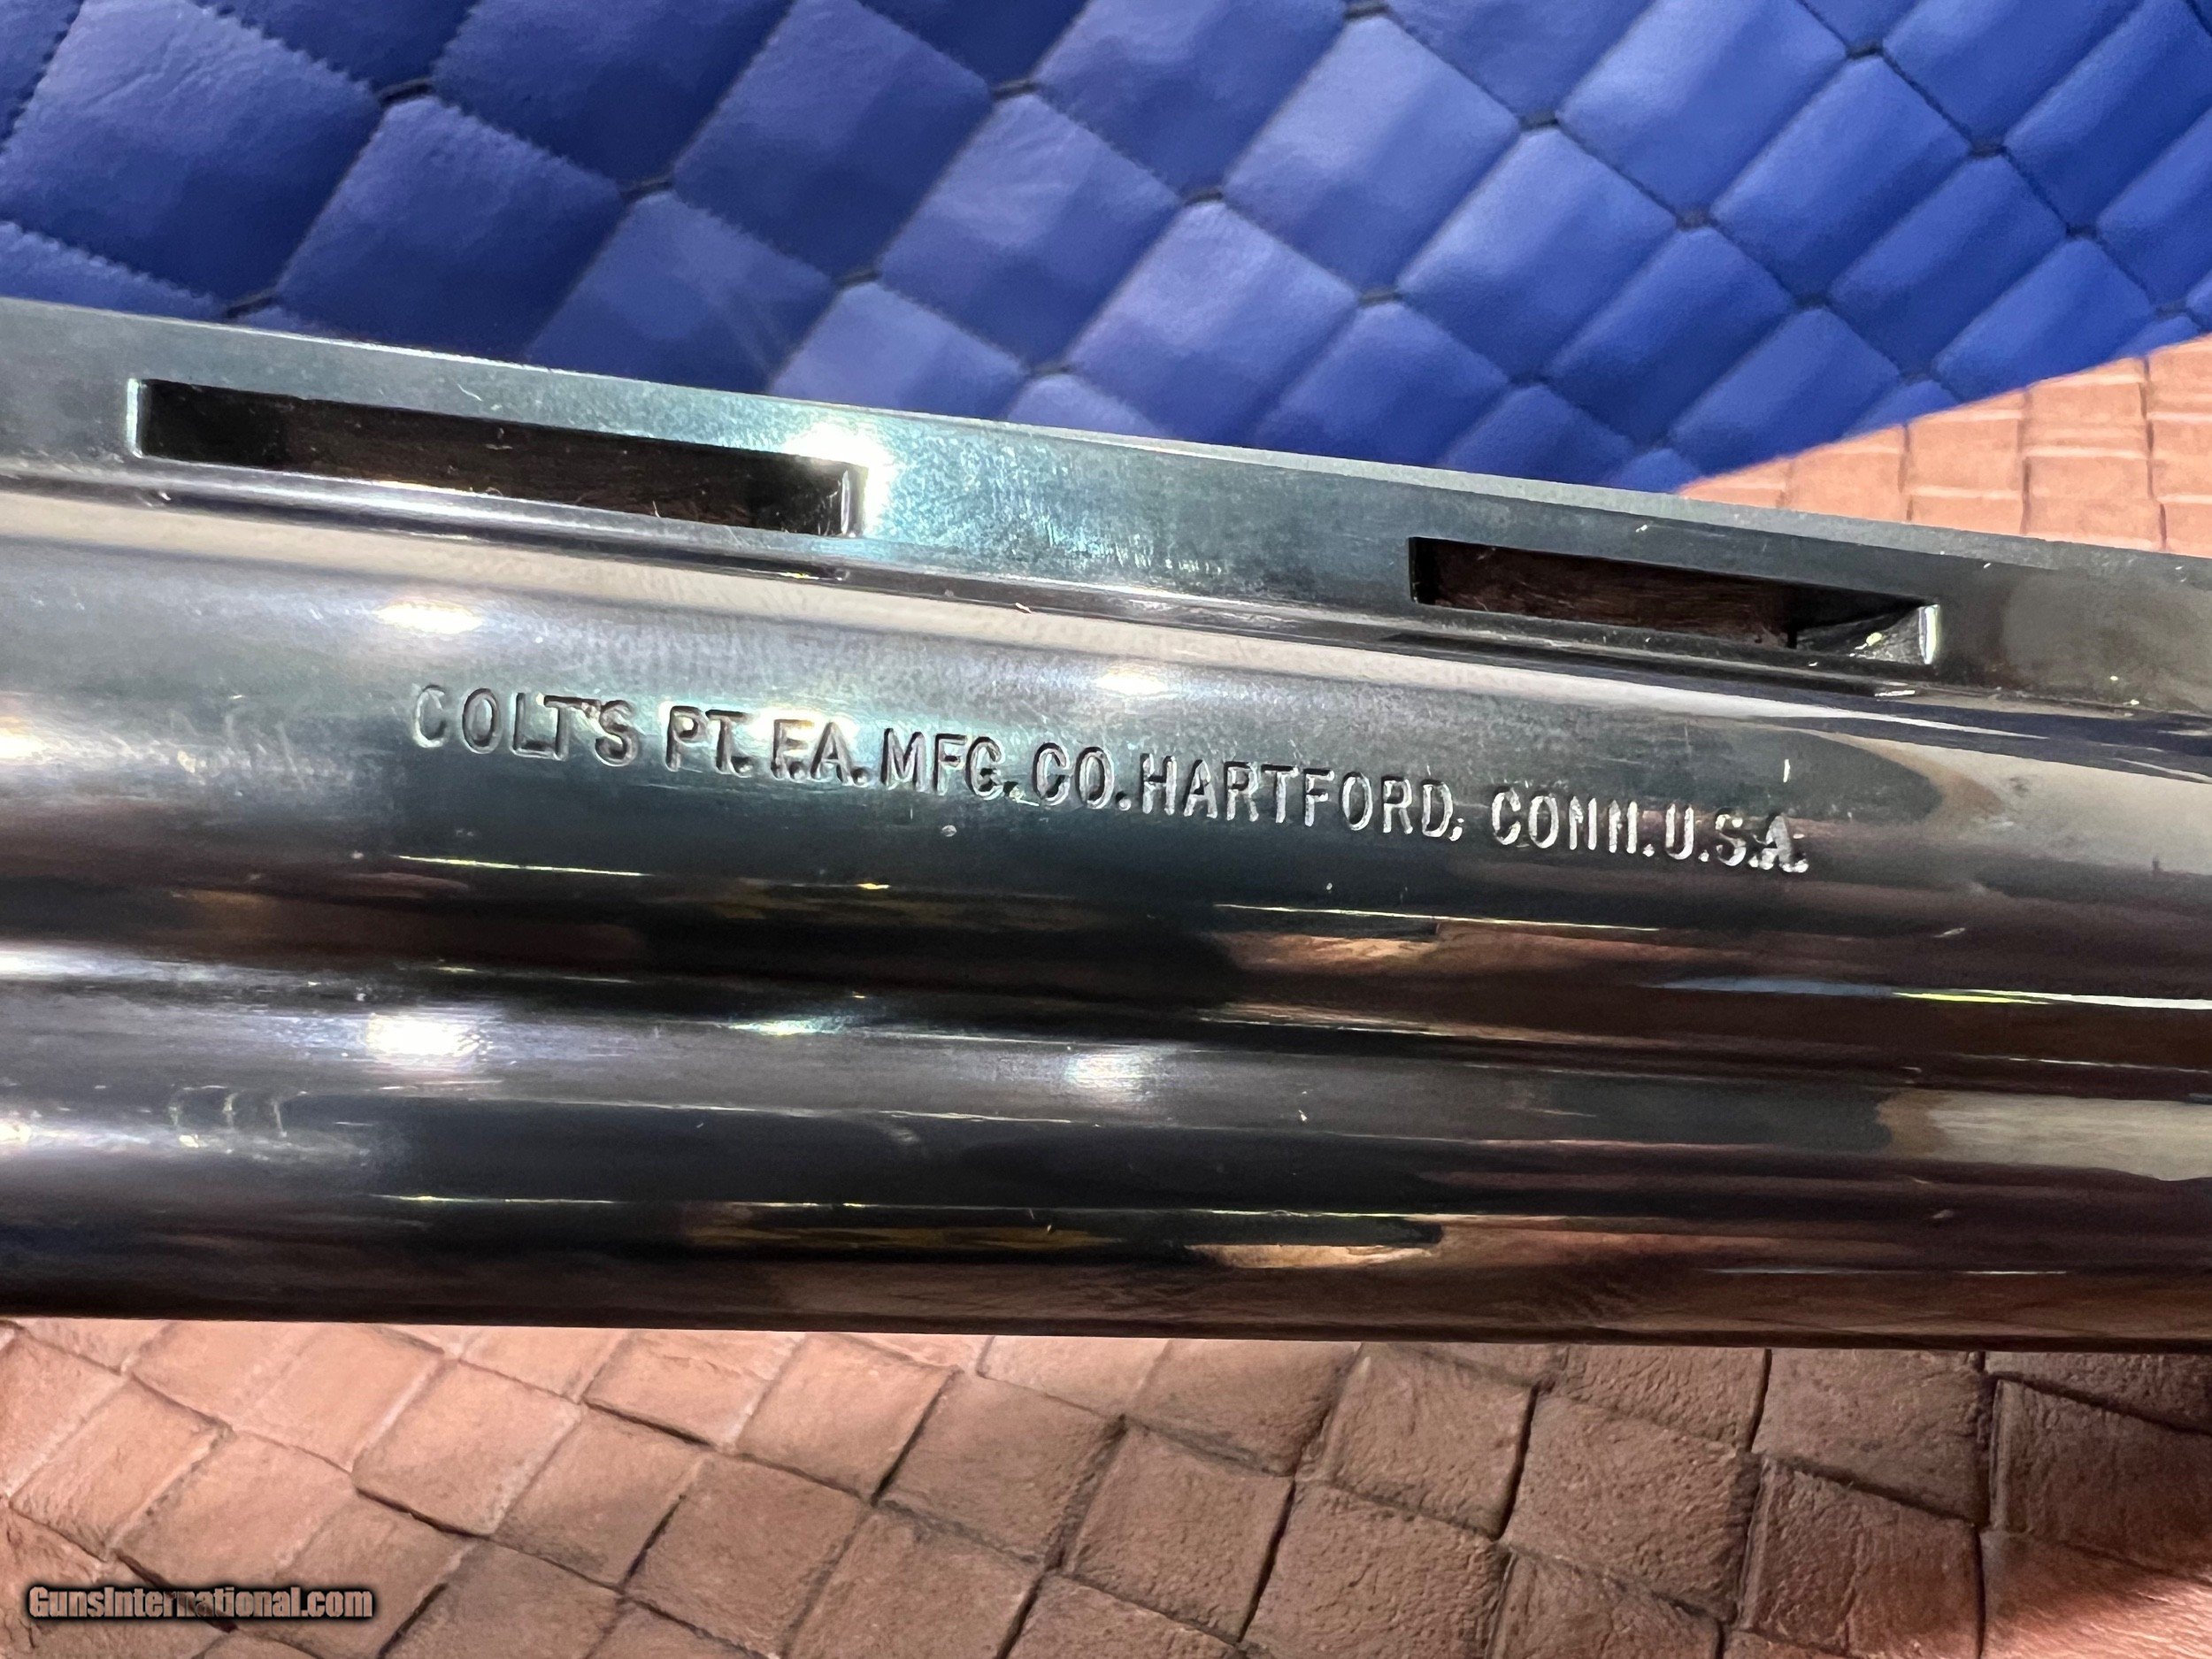 COLT'S PT. F.A. MFG. CO. HARTFORD, CONN. U.S.A.
GunsInternational.com